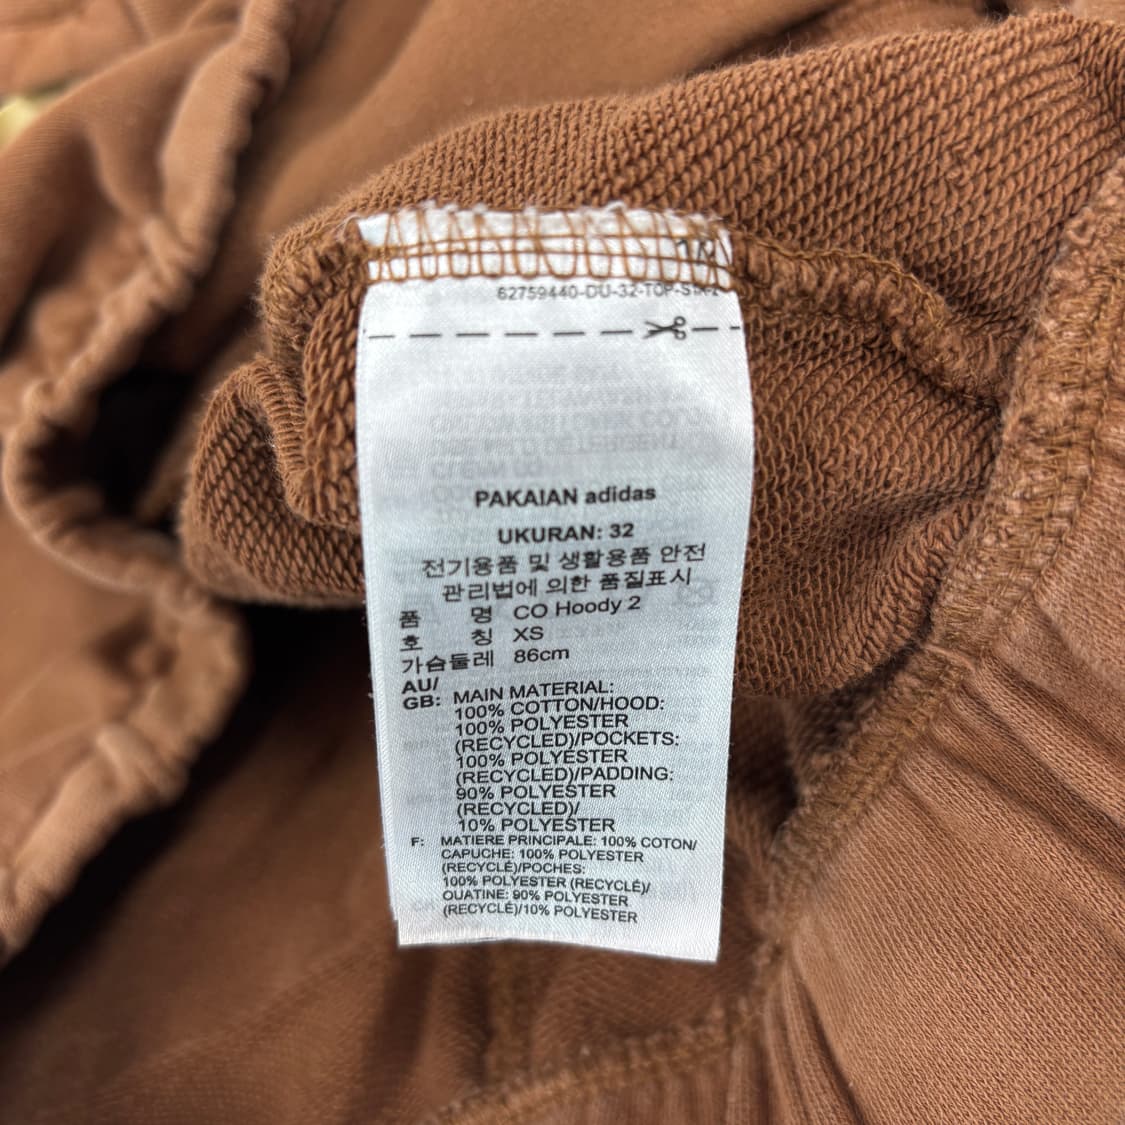 62759440-DU-32-TOP-
PAKAIAN adidas
UKURAN: 32
전기용품 및 생활용품 안전
관리법에 의한 품질표시
품 명 CO Hoody 2
호 칭 XS
가슴둘레 86cm
AU/
GB: MAIN MATERIAL:
100% COTTON/HOOD:
100% POLYESTER
(RECYCLED)/POCKETS:
100% POLYESTER
(RECYCLED)/PADDING:
90% POLYESTER
(RECYCLED)/
10% POLYESTER
F: MATIERE PRINCIPALE: 100% COTON/
CAPUCHE: 100% POLYESTER
(RECYCLÉ)/POCHES:
100% POLYESTER (RECYCLÉ)/
OUATINE: 90% POLYESTER
(RECYCLÉ)/10% POLYESTER